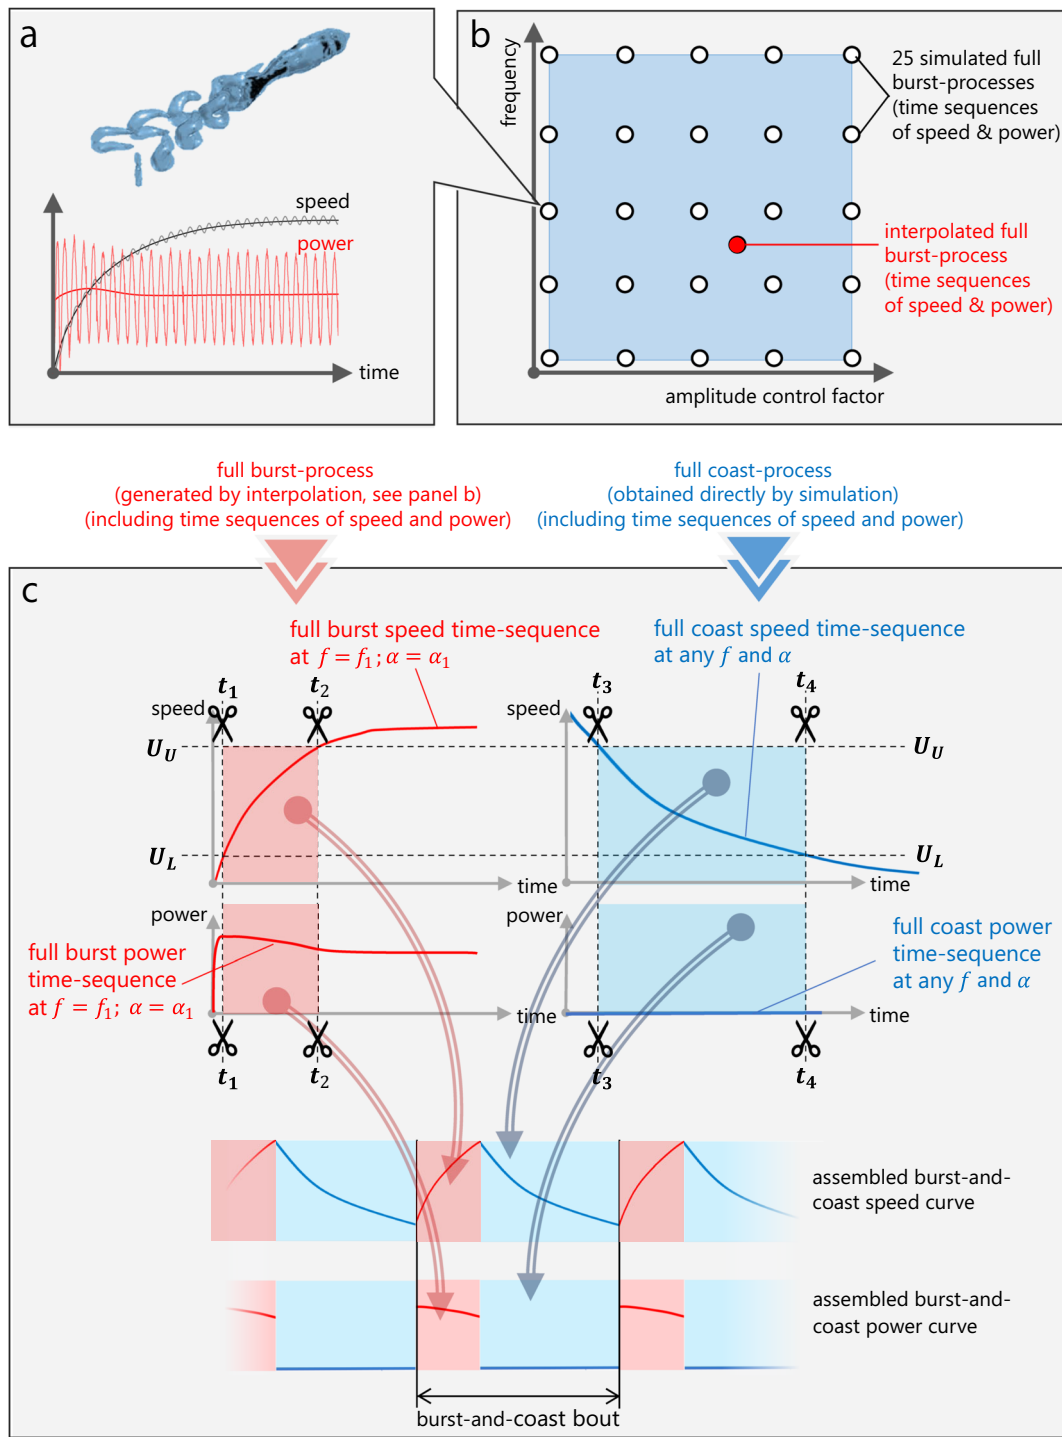 a
speed
power
time
b
frequency
amplitude control factor
25 simulated full
burst-processes
(time sequences
of speed & power)
interpolated full
burst-process
(time sequences
of speed & power)
full burst-process
(generated by interpolation, see panel b)
(including time sequences of speed and power)
full coast-process
(obtained directly by simulation)
(including time sequences of speed and power)
c
full burst speed time-sequence
at f = f₁; α = α₁
full coast speed time-sequence
at any f and α
t₁
t₂
t₃
t₄
speed
speed
U_U
U_U
U_L
U_L
time
time
power
power
full burst power
time-sequence
at f = f₁; α = α₁
full coast power
time-sequence
at any f and α
time
time
t₁
t₂
t₃
t₄
assembled burst-and-
coast speed curve
assembled burst-and-
coast power curve
burst-and-coast bout